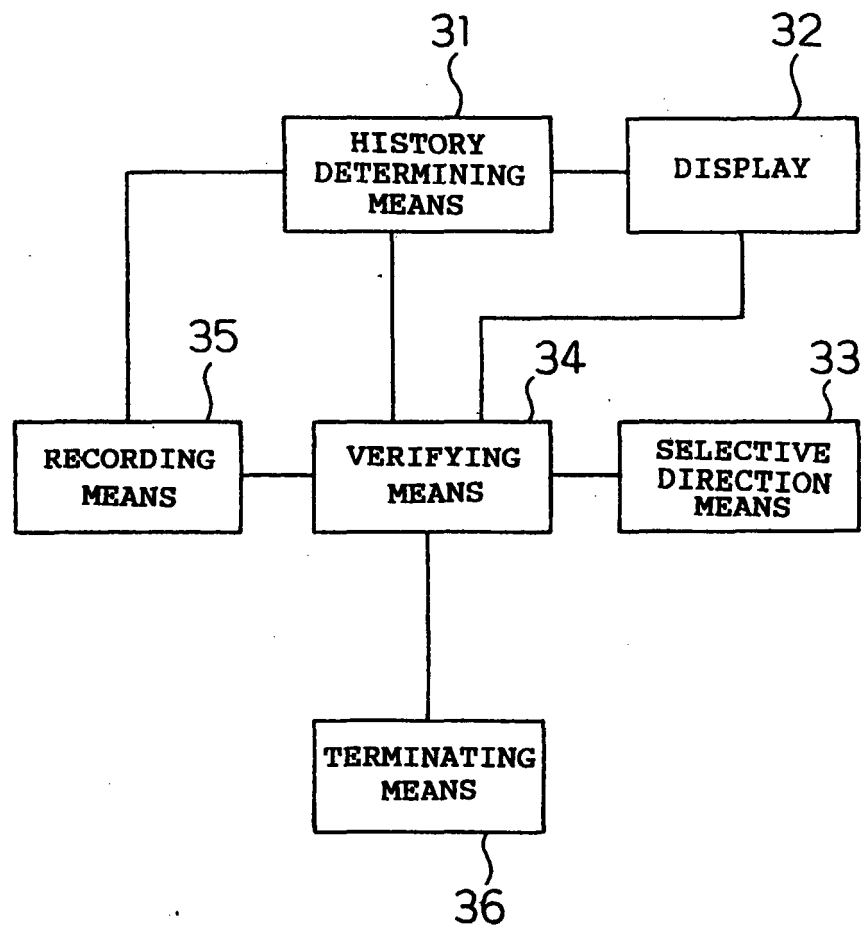 31
32
HISTORY
DETERMINING
MEANS
DISPLAY
35
34
33
RECORDING
MEANS
VERIFYING
MEANS
SELECTIVE
DIRECTION
MEANS
TERMINATING
MEANS
36